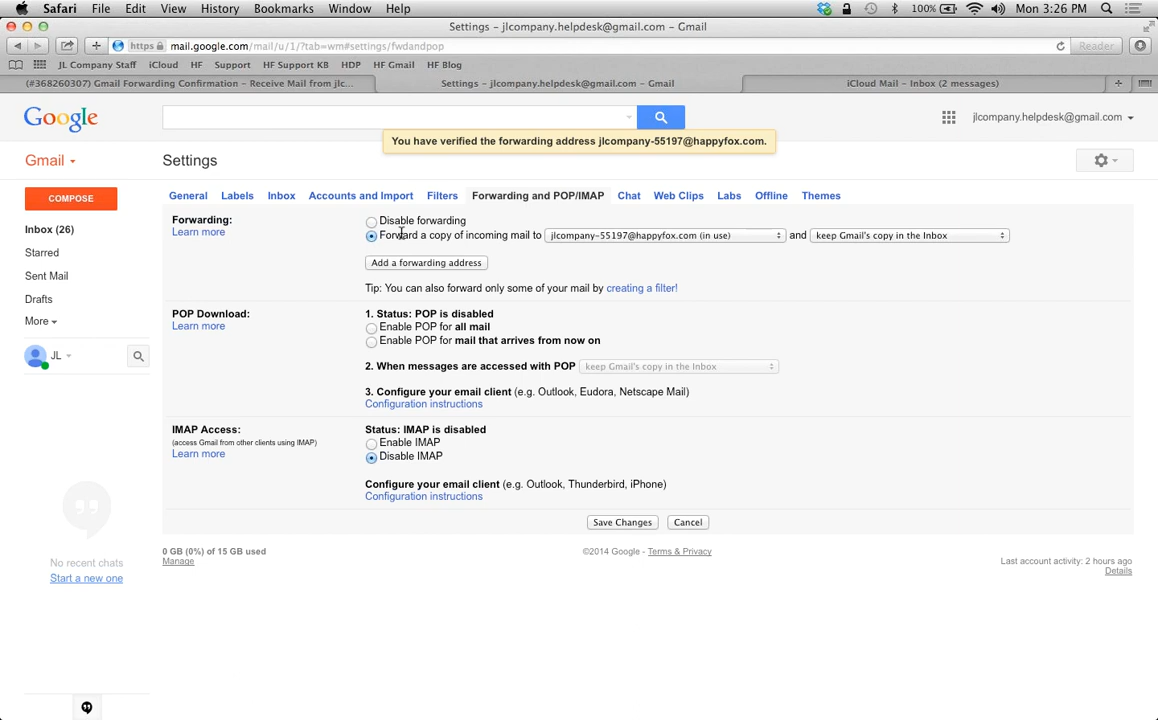 Safari File Edit View History Bookmarks Window Help 100% Mon 3:26 PM
Settings - jlcompany.helpdesk@gmail.com - Gmail
https mail.google.com/mail/u/1/?tab=wm#settings/fwdandpop Reader
JL Company Staff iCloud HF Support HF Support KB HDP HF Gmail HF Blog
(#368260307) Gmail Forwarding Confirmation - Receive Mail from jlc... Settings - jlcompany.helpdesk@gmail.com - Gmail iCloud Mail - Inbox (2 messages)
Google jlcompany.helpdesk@gmail.com
You have verified the forwarding address jlcompany-55197@happyfox.com.
Gmail Settings
COMPOSE General Labels Inbox Accounts and Import Filters Forwarding and POP/IMAP Chat Web Clips Labs Offline Themes
Inbox (26)
Starred
Sent Mail
Drafts
More
JL
No recent chats
Start a new one
Forwarding:
Learn more
Disable forwarding
Forward a copy of incoming mail to jlcompany-55197@happyfox.com (in use) and keep Gmail's copy in the Inbox
Add a forwarding address
Tip: You can also forward only some of your mail by creating a filter!
POP Download:
Learn more
1. Status: POP is disabled
Enable POP for all mail
Enable POP for mail that arrives from now on
2. When messages are accessed with POP keep Gmail's copy in the Inbox
3. Configure your email client (e.g. Outlook, Eudora, Netscape Mail)
Configuration instructions
IMAP Access:
(access Gmail from other clients using IMAP)
Learn more
Status: IMAP is disabled
Enable IMAP
Disable IMAP
Configure your email client (e.g. Outlook, Thunderbird, iPhone)
Configuration instructions
Save Changes Cancel
0 GB (0%) of 15 GB used
Manage
©2014 Google - Terms & Privacy
Last account activity: 2 hours ago
Details